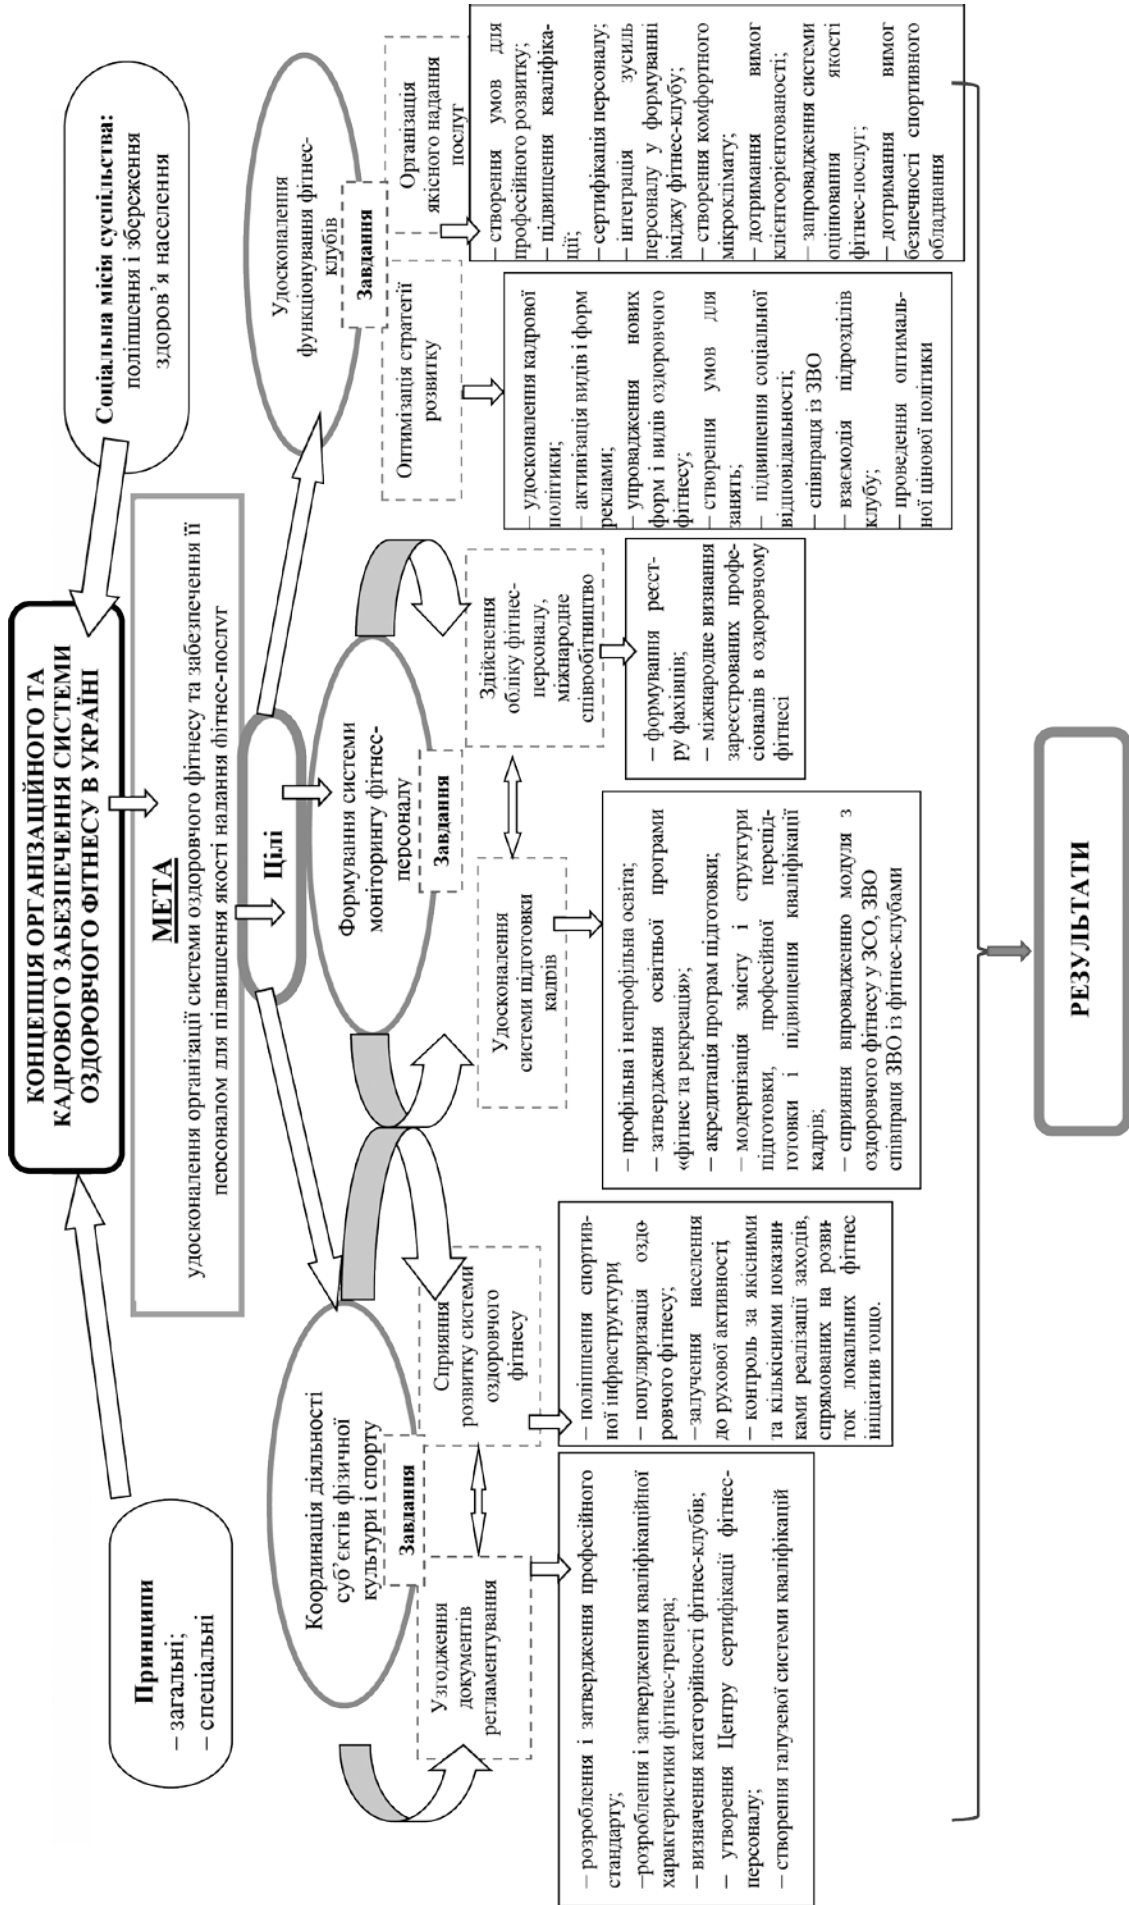 КОНЦЕПЦІЯ ОРГАНІЗАЦІЙНОГО ТА
КАДРОВОГО ЗАБЕЗПЕЧЕННЯ СИСТЕМИ
ОЗДОРОВЧОГО ФІТНЕСУ В УКРАЇНІ
Принципи
– загальні;
– спеціальні
Соціальна місія суспільства:
поліпшення і збереження
здоров’я населення
МЕТА
удосконалення організації системи оздоровчого фітнесу та забезпечення її
персоналом для підвишення якості надання фітнес-послуг
Цілі
Координація діяльності
суб’єктів фізичної
культури і спорту
Завдання
Узгодження
документів
регламентування
Сприяння
розвитку системи
оздоровчого
фітнесу
– розроблення і затвердження професійного
стандарту;
–розроблення і затвердження кваліфікаційної
характеристики фітнес-тренера;
– визначення категорійності фітнес-клубів;
– утворення Центру сертифікації фітнес-
персоналу;
– створення галузевої системи кваліфікацій
– поліпшення спортив-
ної інфраструктури;
– популяризація оздо-
ровчого фітнесу;
–залучення населення
до рухової активності;
– контроль за якісними
та кількісними показни-
ками реалізації заходів,
спрямованих на розви-
ток локальних фітнес
ініціатив тощо.
Формування системи
моніторингу фітнес-
персоналу
Завдання
Удосконалення
системи підготовки
кадрів
Здійснення
обліку фітнес-
персоналу,
міжнародне
співробітництво
– профільна і непрофільна освіта;
– затвердження освітньої програми
«фітнес та рекреація»;
– акредитація програм підготовки;
– модернізація змісту і структури
підготовки, професійної перепід-
готовки і підвищення кваліфікації
кадрів;
– сприяння впровадженню модуля з
оздоровчого фітнесу у ЗСО, ЗВО
співпраця ЗВО із фітнес-клубами
– формування реєст-
ру фахівців;
– міжнародне визнання
зареєстрованих профе-
сіоналів в оздоровчому
фітнесі
Удосконалення
функціонування фітнес-
клубів
Завдання
Оптимізація стратегії
розвитку
Організація
якісного надання
послуг
– удосконалення кадрової
політики;
– активізація видів і форм
реклами;
– упровадження нових
форм і видів оздоровчого
фітнесу;
– створення умов для
занять;
– підвищення соціальної
відповідальності;
– співпраця із ЗВО
– взаємодія підрозділів
клубу;
– проведення оптималь-
ної цінової політики
– створення умов для
професійного розвитку;
– підвищення кваліфіка-
ції;
– сертифікація персоналу;
– інтеграція зусиль
персоналу у формуванні
іміджу фітнес-клубу;
– створення комфортного
мікроклімату;
– дотримання вимог
клієнтоорієнтованості;
– запровадження системи
оцінювання якості
фітнес-послуг;
– дотримання вимог
безпечності спортивного
обладнання
РЕЗУЛЬТАТИ